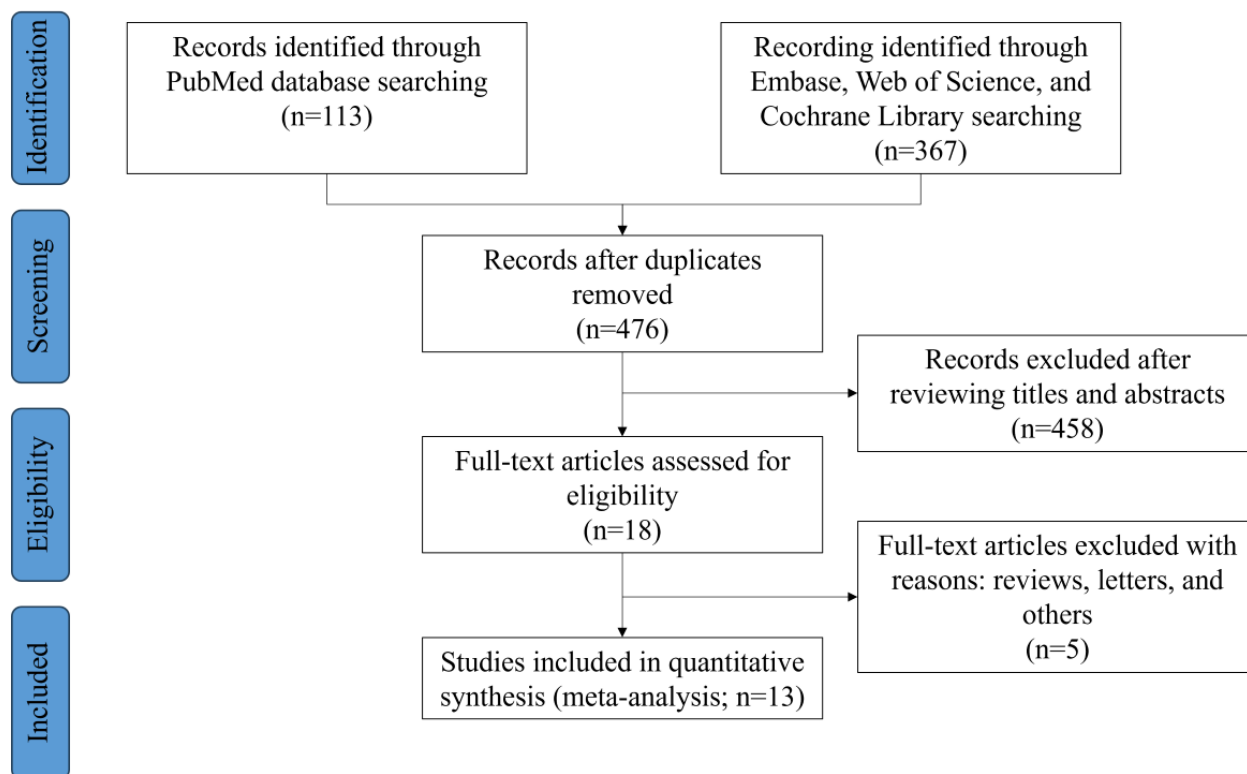 Identification
Records identified through
PubMed database searching
(n=113)
Recording identified through
Embase, Web of Science, and
Cochrane Library searching
(n=367)
Screening
Records after duplicates
removed
(n=476)
Records excluded after
reviewing titles and abstracts
(n=458)
Eligibility
Full-text articles assessed for
eligibility
(n=18)
Full-text articles excluded with
reasons: reviews, letters, and
others
(n=5)
Included
Studies included in quantitative
synthesis (meta-analysis; n=13)